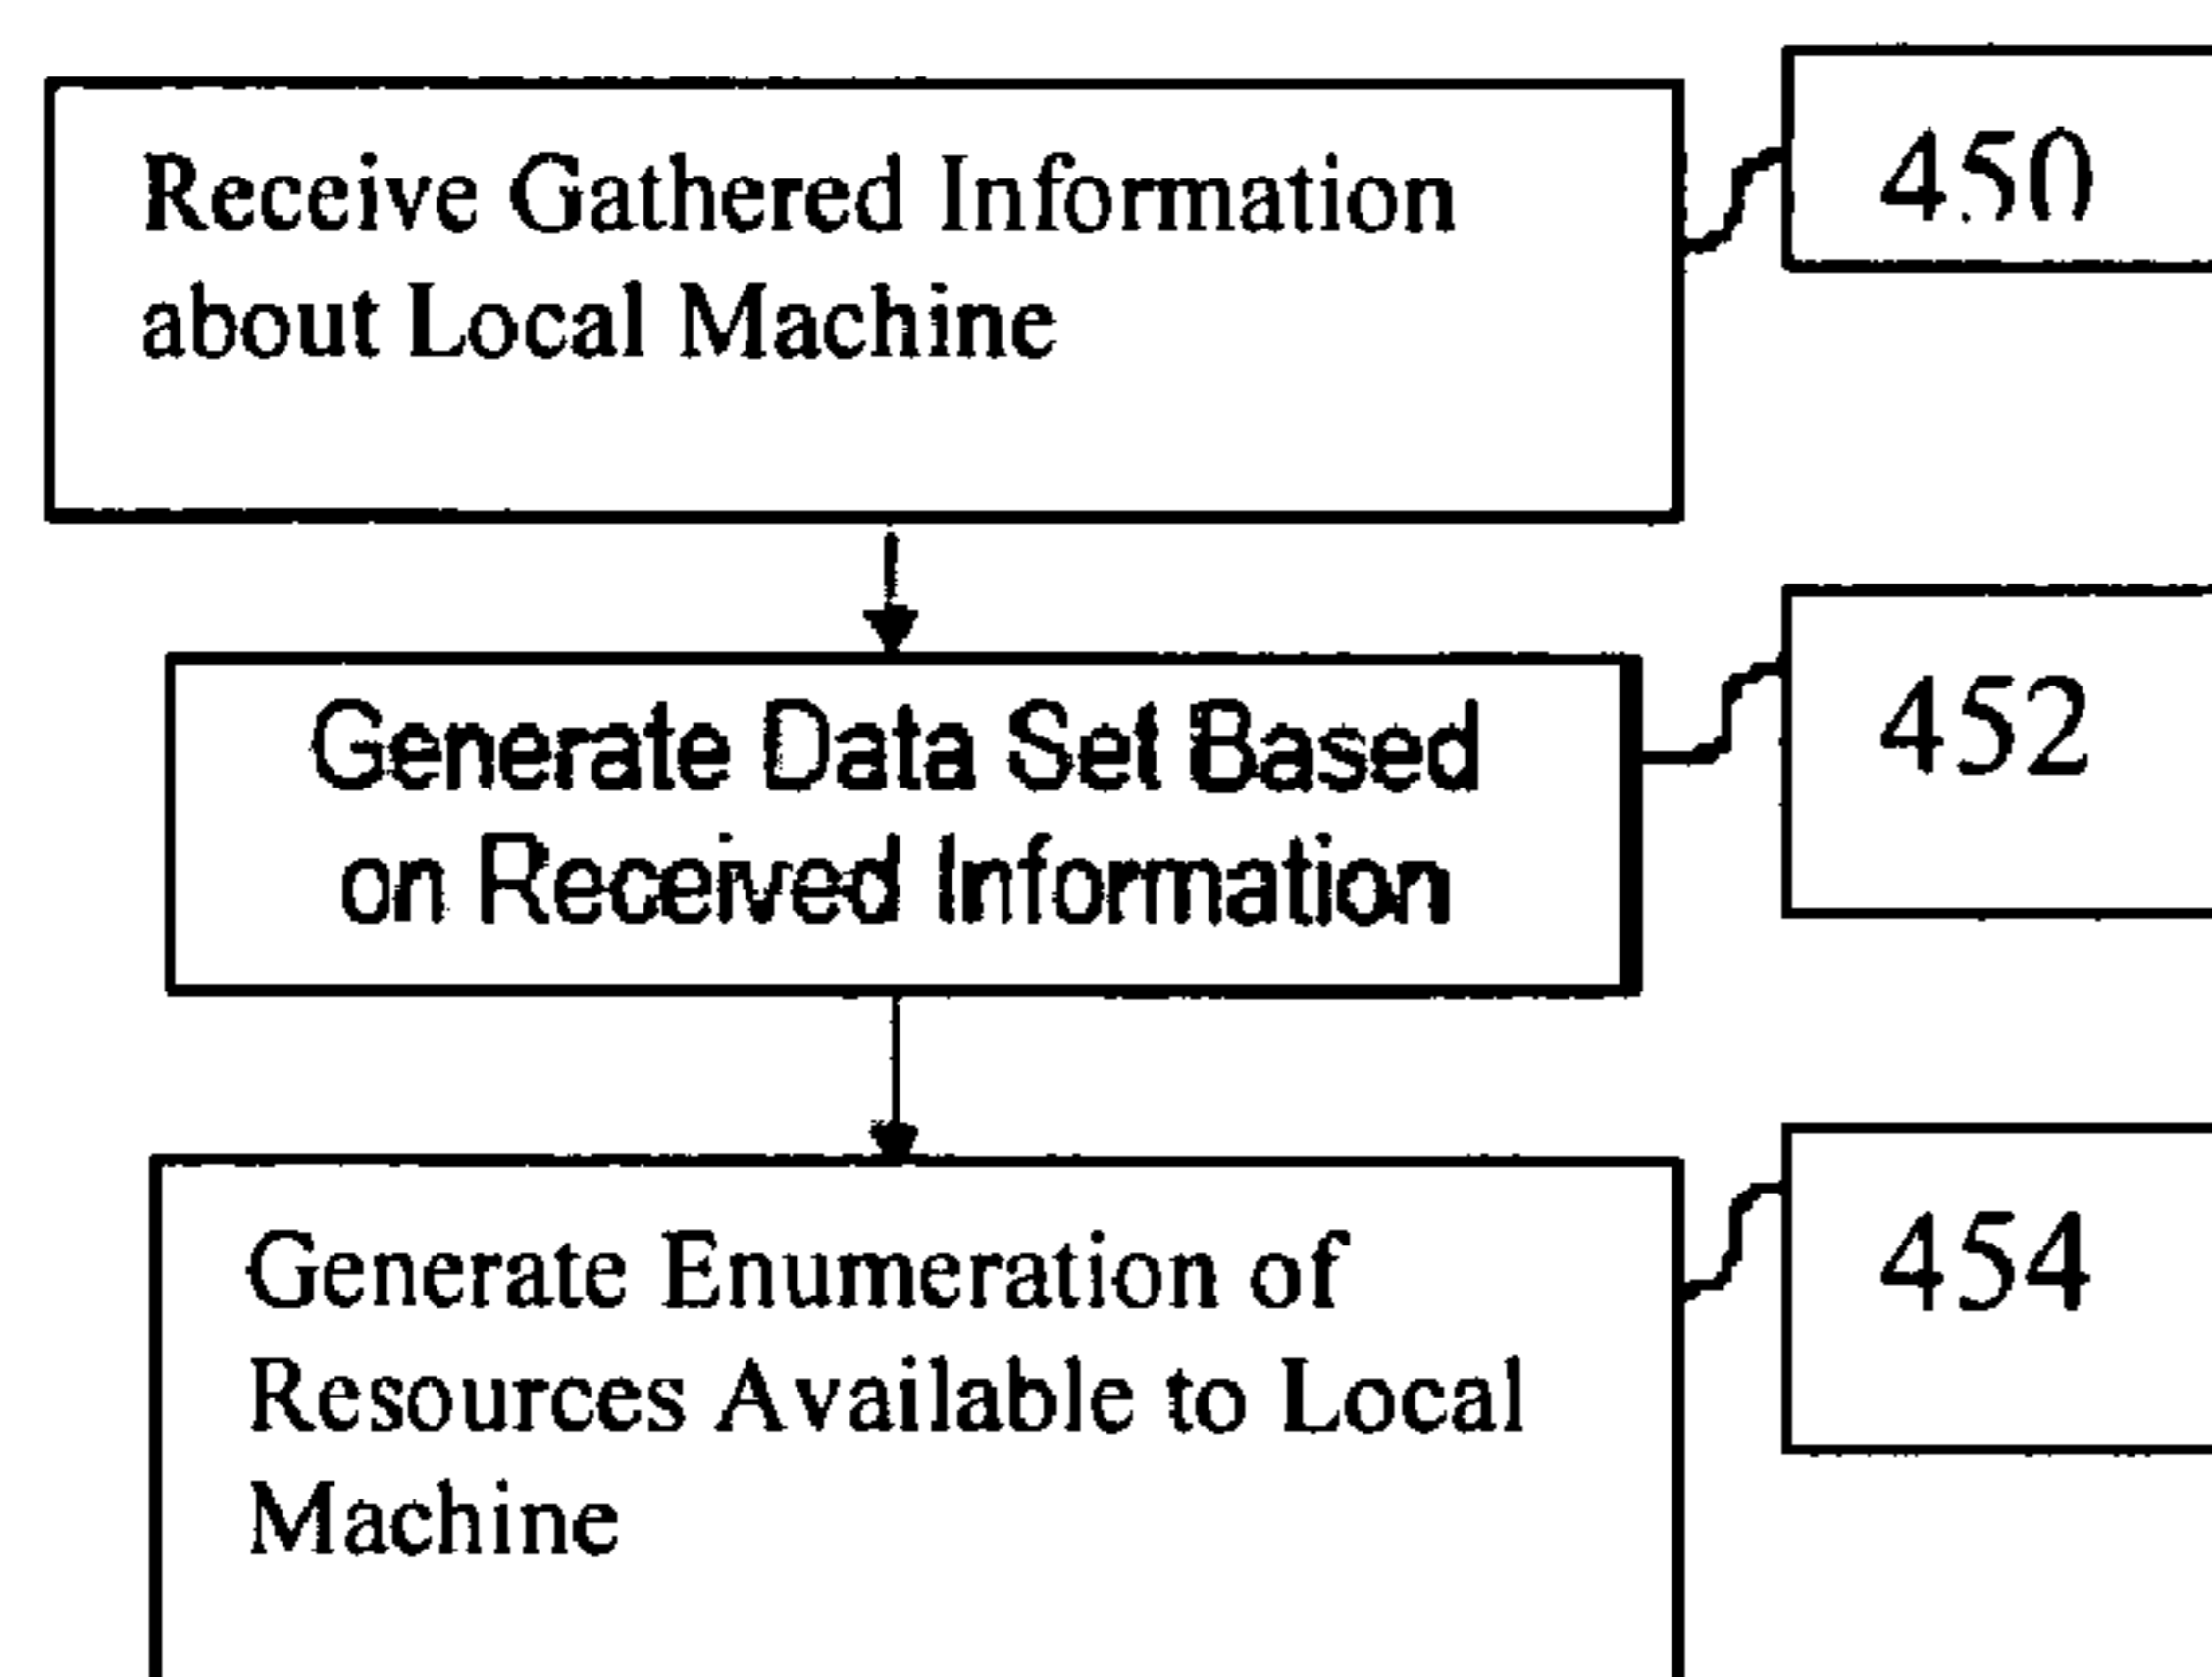 Receive Gathered Information
about Local Machine
450
Generate Data Set Based
on Received Information
452
Generate Enumeration of
Resources Available to Local
Machine
454